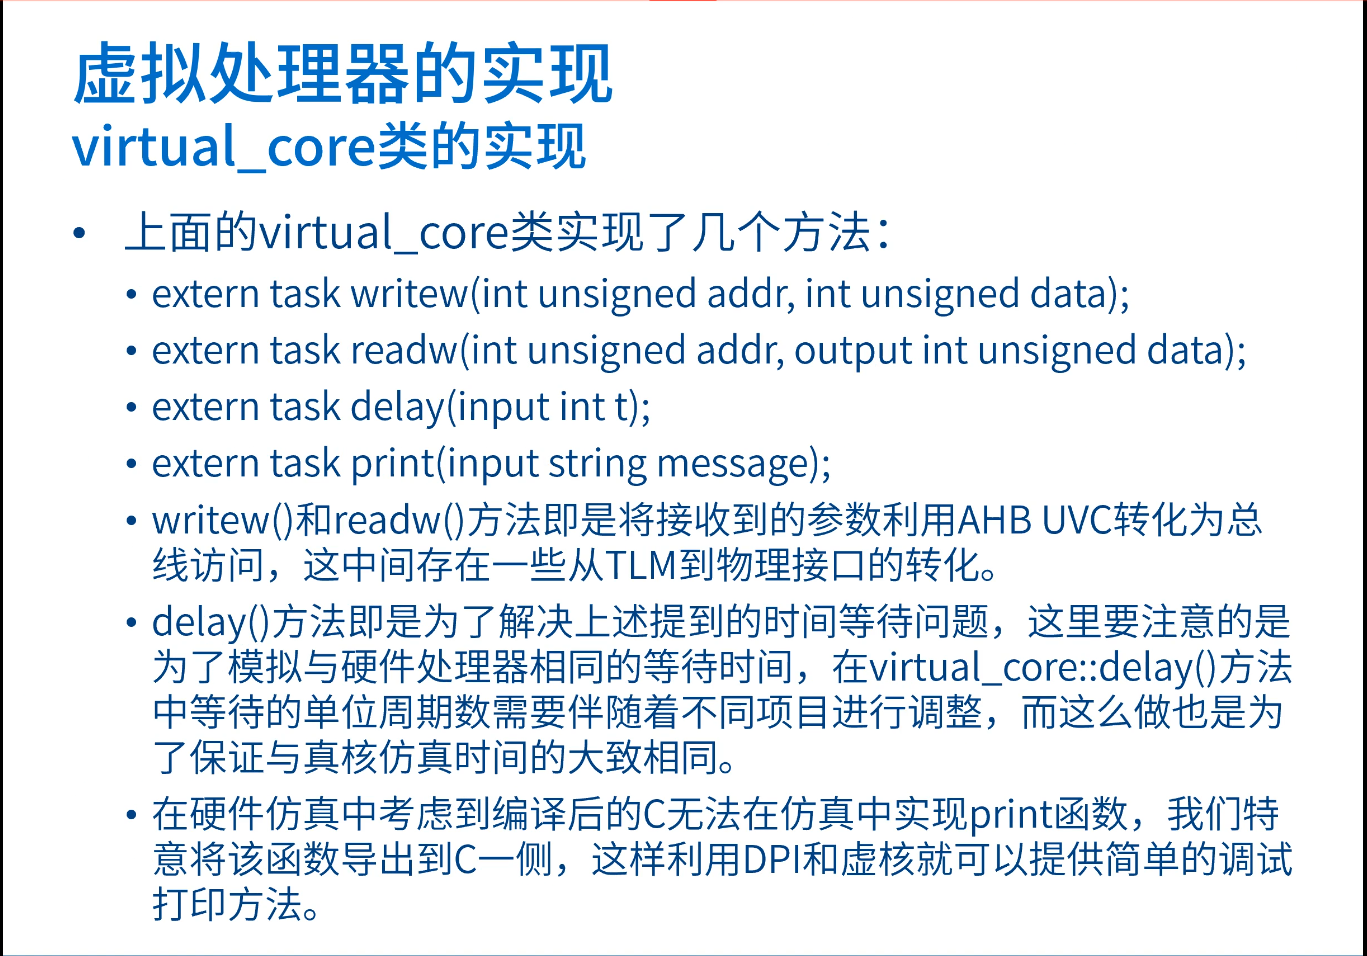 虚拟处理器的实现
virtual_core类的实现
• 上面的virtual_core类实现了几个方法：
• extern task writew(int unsigned addr, int unsigned data);
• extern task readw(int unsigned addr, output int unsigned data);
• extern task delay(input int t);
• extern task print(input string message);
• writew()和readw()方法即是将接收到的参数利用AHB UVC转化为总
线访问，这中间存在一些从TLM到物理接口的转化。
• delay()方法即是为了解决上述提到的时间等待问题，这里要注意的是
为了模拟与硬件处理器相同的等待时间，在virtual_core::delay()方法
中等待的单位周期数需要伴随着不同项目进行调整，而这么做也是为
了保证与真核仿真时间的大致相同。
• 在硬件仿真中考虑到编译后的C无法在仿真中实现print函数，我们特
意将该函数导出到C一侧，这样利用DPI和虚核就可以提供简单的调试
打印方法。